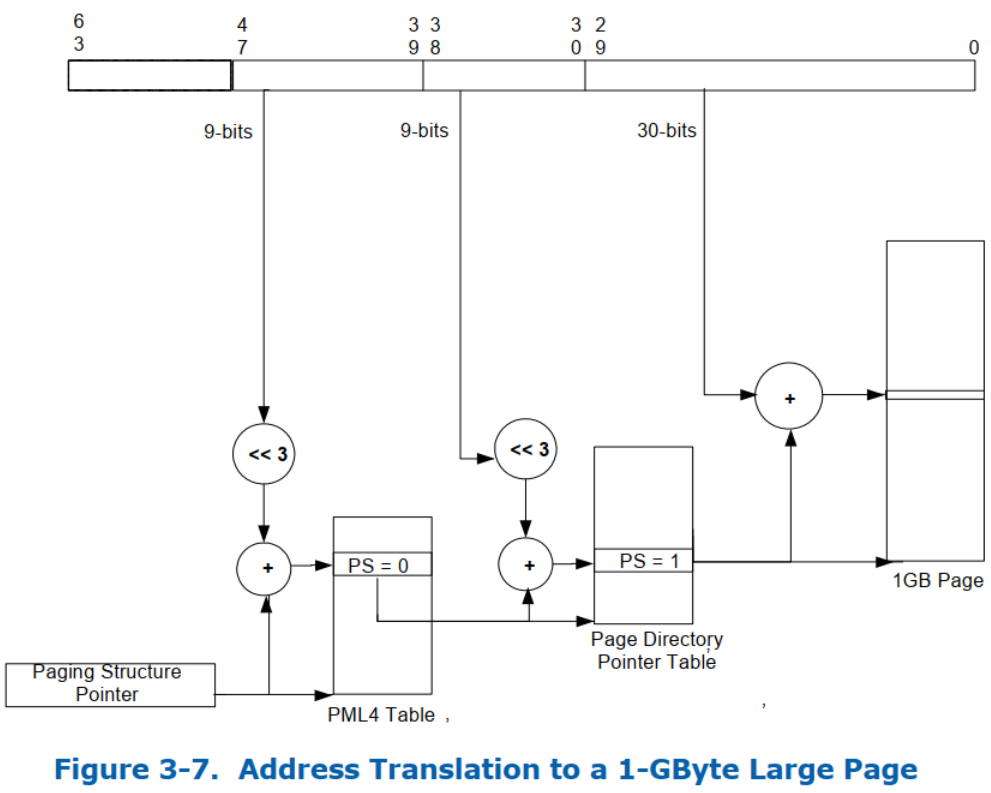 6 4 3 3 3 2
3 7 9 8 0 9 0
9-bits 9-bits 30-bits
<< 3 << 3 +
+ PS = 0 + PS = 1
1GB Page
Page Directory
Pointer Table
Paging Structure
Pointer
PML4 Table ,
,
Figure 3-7. Address Translation to a 1-GByte Large Page